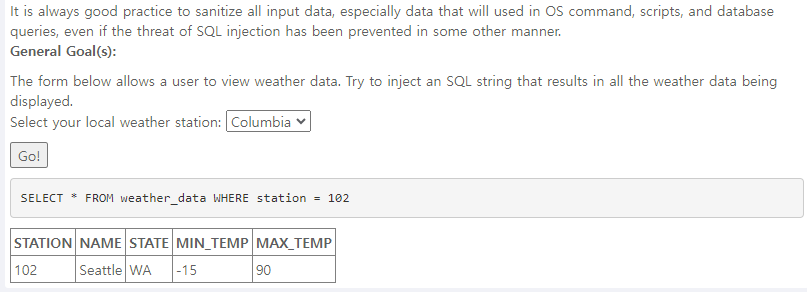 It is always good practice to sanitize all input data, especially data that will used in OS command, scripts, and database
queries, even if the threat of SQL injection has been prevented in some other manner.
General Goal(s):
The form below allows a user to view weather data. Try to inject an SQL string that results in all the weather data being
displayed.
Select your local weather station: Columbia
Go!
SELECT * FROM weather_data WHERE station = 102
STATION NAME STATE MIN_TEMP MAX_TEMP
102 Seattle WA -15 90